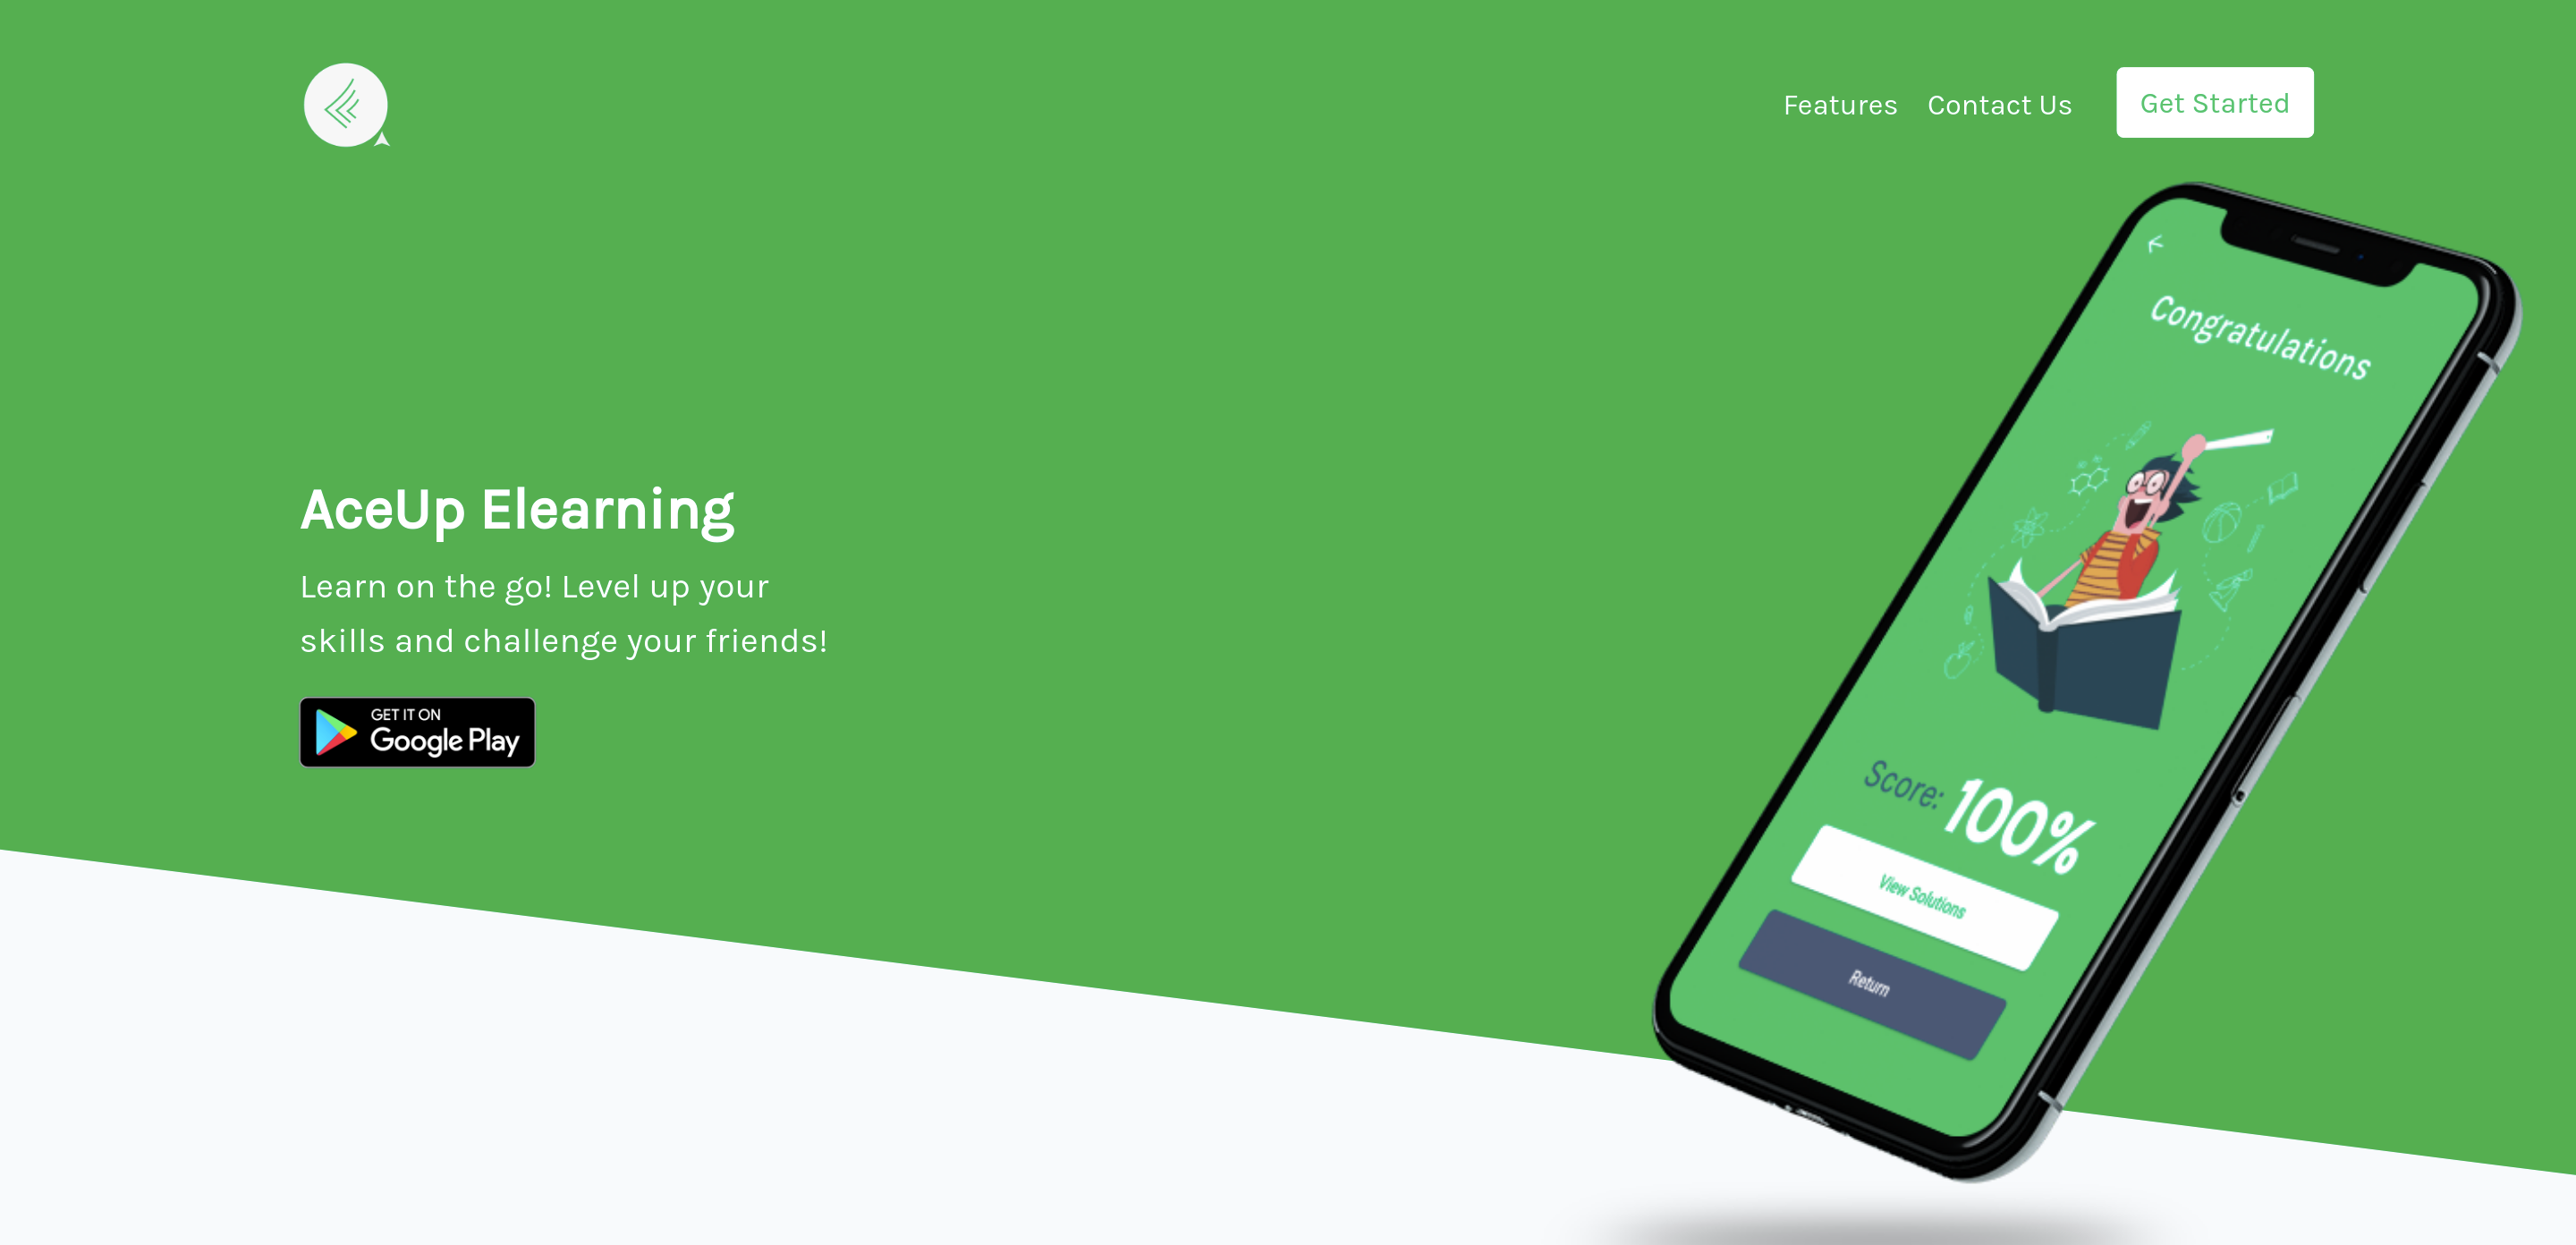 Features Contact Us Get Started
AceUp Elearning
Learn on the go! Level up your
skills and challenge your friends!
GET IT ON
Google Play
Congratulations
Score: 100%
View Solutions
Return